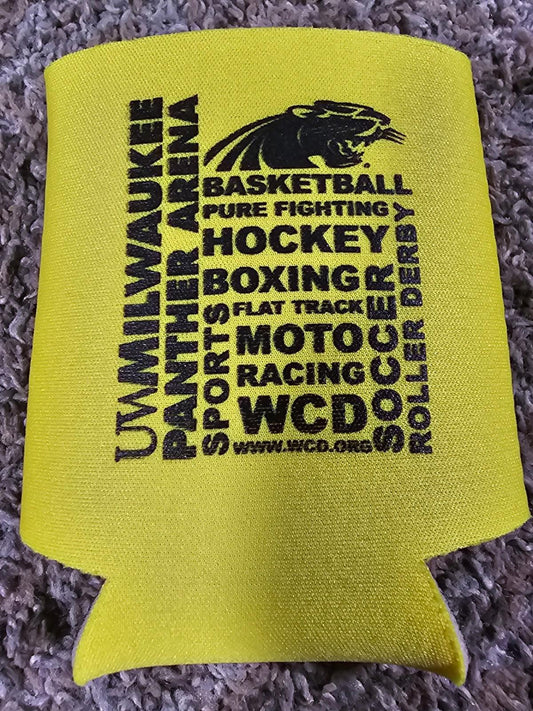 UWMILWAUKEE
PANTHER ARENA
SPORTS
BASKETBALL
PURE FIGHTING
HOCKEY
BOXING
FLAT TRACK
MOTO
RACING
WCD
WWW.WCD.ORG
SOCCER
ROLLER DERBY